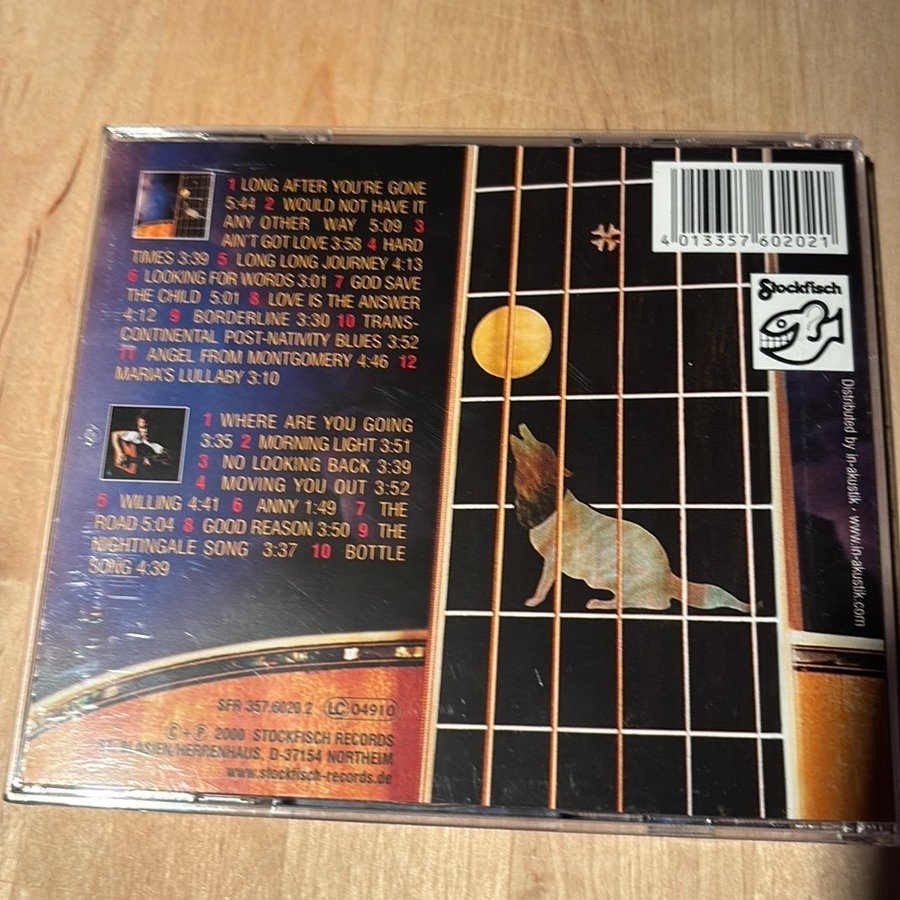 1 LONG AFTER YOU'RE GONE
5:44 2 WOULD NOT HAVE IT
ANY OTHER WAY 5:09 3
AIN'T GOT LOVE 3:58 4 HARD
TIMES 3:39 5 LONG LONG JOURNEY 4:13
6 LOOKING FOR WORDS 3:01 7 GOD SAVE
THE CHILD 5:01 8 LOVE IS THE ANSWER
4:12 9 BORDERLINE 3:30 10 TRANS-
CONTINENTAL POST-NATIVITY BLUES 3:52
11 ANGEL FROM MONTGOMERY 4:46 12
MARIA'S LULLABY 3:10
1 WHERE ARE YOU GOING
3:35 2 MORNING LIGHT 3:51
3 NO LOOKING BACK 3:39
4 MOVING YOU OUT 3:52
5 WILLING 4:41 6 ANNY 1:49 7 THE
ROAD 5:04 8 GOOD REASON 3:50 9 THE
NIGHTINGALE SONG 3:37 10 BOTTLE
SONG 4:39
SFR 357.6020.2 LC 04910
© + ℗ 2000 STOCKFISCH RECORDS
ST. BLASIEN/HERRENHAUS, D-37154 NORTHEIM
www.stockfisch-records.de
4 013357 602021
Stockfisch
Distributed by in-akustik · www.in-akustik.com